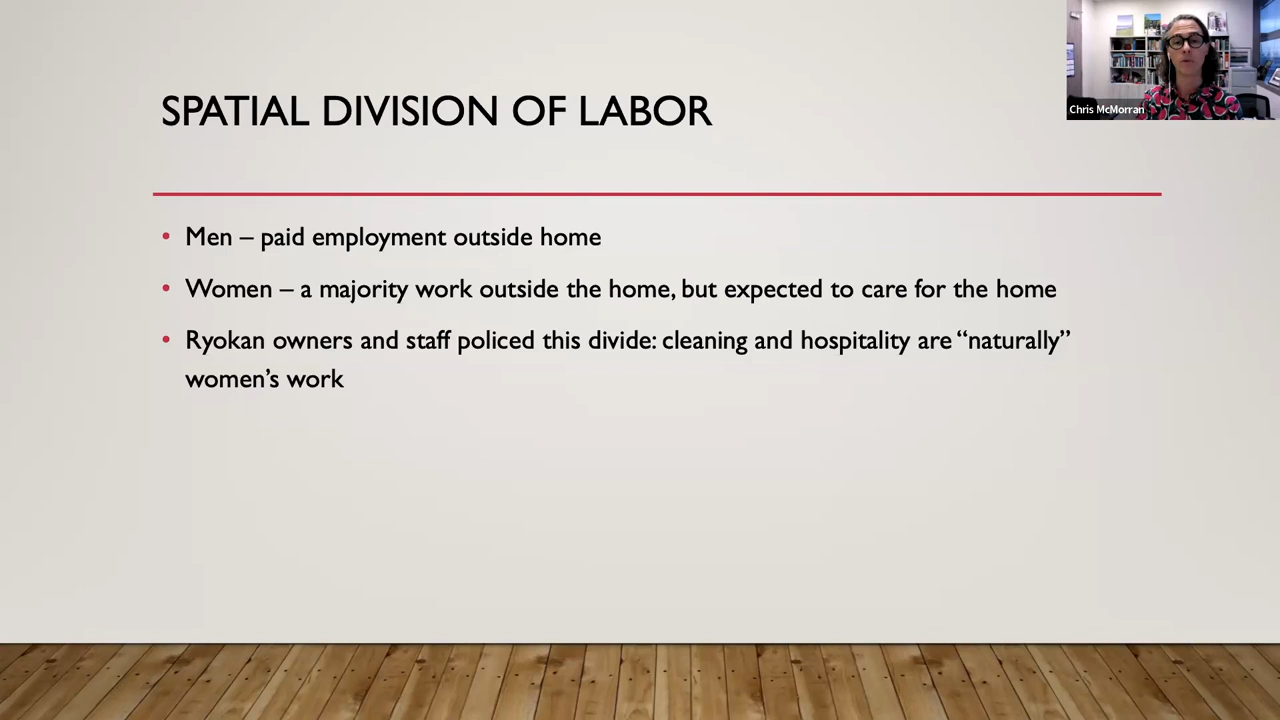 SPATIAL DIVISION OF LABOR
Chris McMorran
• Men – paid employment outside home
• Women – a majority work outside the home, but expected to care for the home
• Ryokan owners and staff policed this divide: cleaning and hospitality are “naturally”
women’s work